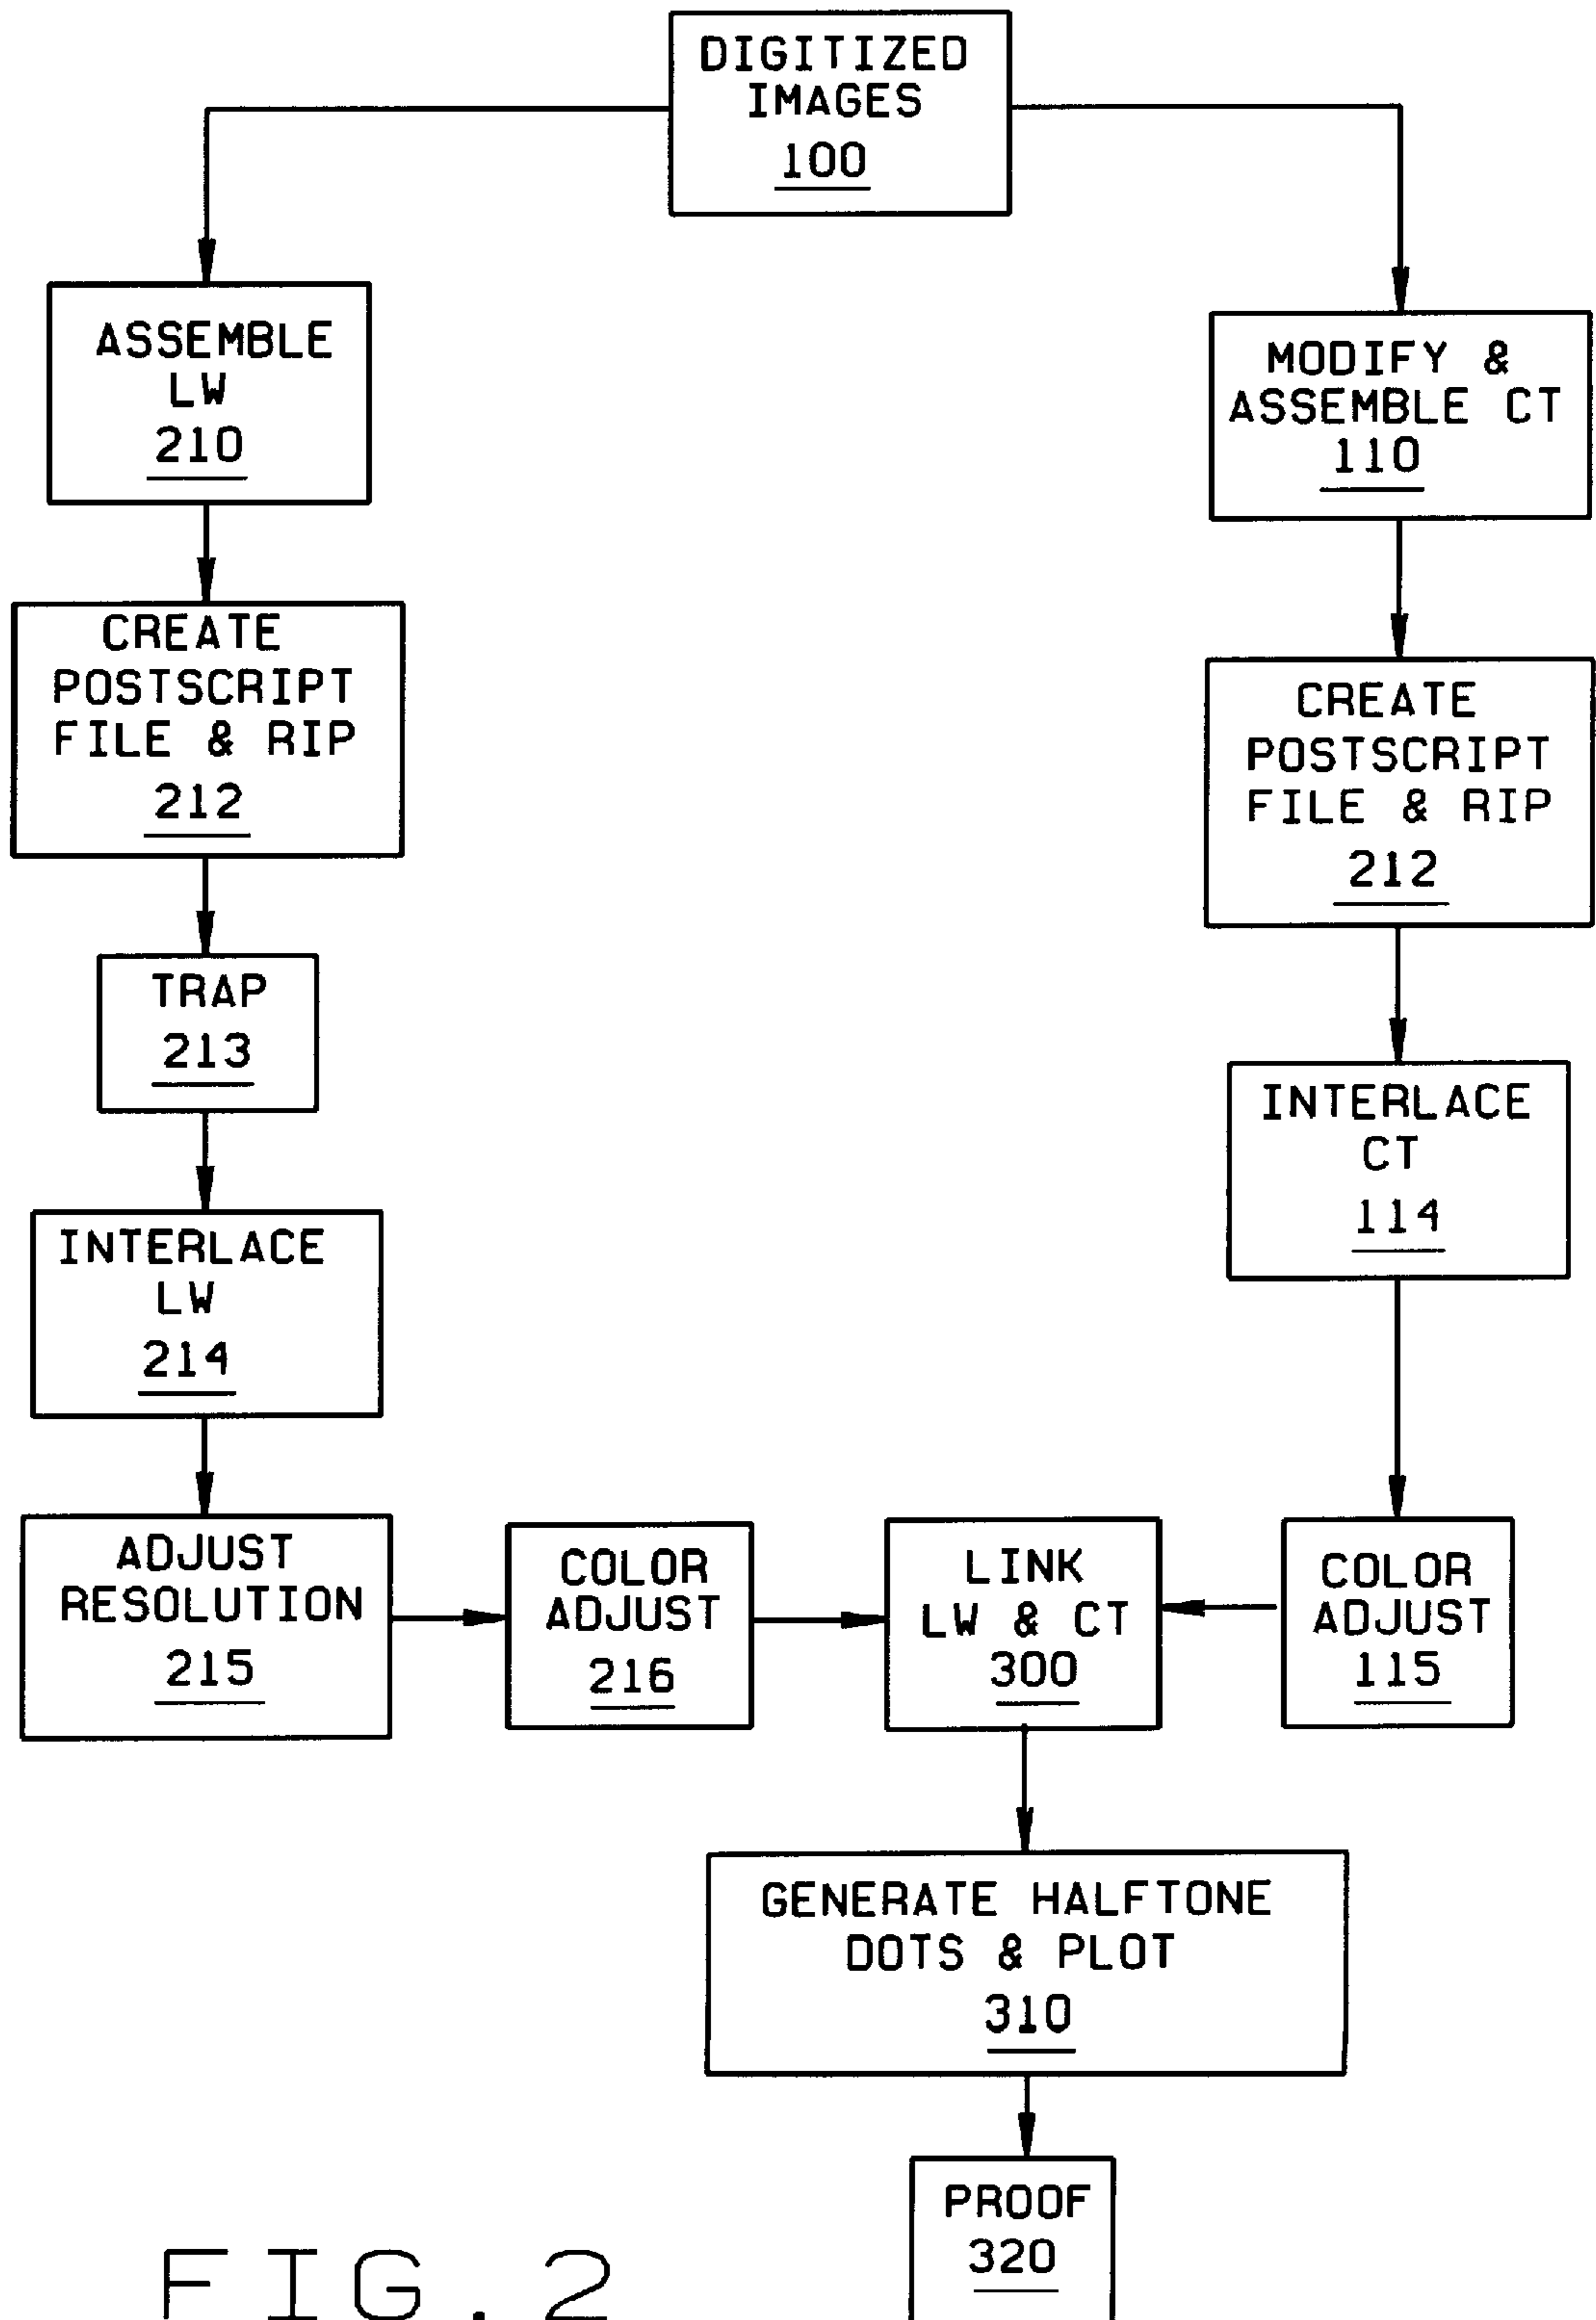 DIGITIZED
IMAGES
100
ASSEMBLE
LW
210
MODIFY &
ASSEMBLE CT
110
CREATE
POSTSCRIPT
FILE & RIP
212
CREATE
POSTSCRIPT
FILE & RIP
212
TRAP
213
INTERLACE
CT
114
INTERLACE
LW
214
ADJUST
RESOLUTION
215
COLOR
ADJUST
216
LINK
LW & CT
300
COLOR
ADJUST
115
GENERATE HALFTONE
DOTS & PLOT
310
PROOF
320
FIG. 2